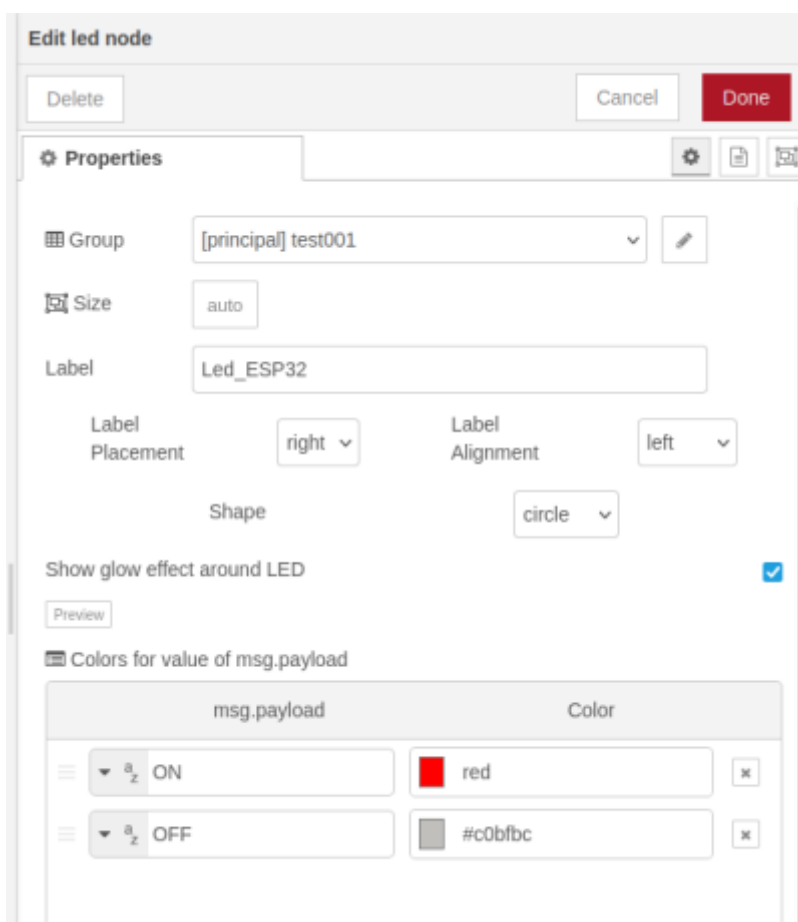 Edit led node
Delete Cancel Done
Properties
Group [principal] test001
Size auto
Label Led_ESP32
Label Placement right Label Alignment left
Shape circle
Show glow effect around LED
Preview
Colors for value of msg.payload
msg.payload Color
az ON red
az OFF #c0bfbc